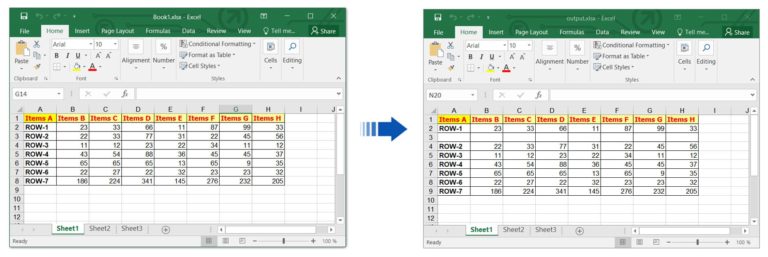 Book1.xlsx - Excel
File Home Insert Page Layout Formulas Data Review View Tell me... Share
Arial 10
Paste B I U A A
Alignment Number
% 
Conditional Formatting
Format as Table
Cell Styles
Cells Editing
Clipboard Font Styles
G14 fx
A B C D E F G H I J
1 Items A Items B Items C Items D Items E Items F Items G Items H
2 ROW-1 23 33 66 11 87 99 33
3 ROW-2 22 33 77 31 22 45 56
4 ROW-3 11 12 23 22 34 11 12
5 ROW-4 43 54 88 36 45 45 37
6 ROW-5 65 65 65 13 65 9 35
7 ROW-6 22 27 22 32 23 23 32
8 ROW-7 186 224 341 145 276 232 205
9
10
11
12
Sheet1 Sheet2 Sheet3
Ready 100 %
output.xlsx - Excel
File Home Insert Page Layout Formulas Data Review View Tell me... Share
Arial 10
Paste B I U A A
Alignment Number
%
Conditional Formatting
Format as Table
Cell Styles
Cells Editing
Clipboard Font Styles
N20 fx
A B C D E F G H I
1 Items A Items B Items C Items D Items E Items F Items G Items H
2 ROW-1 23 33 66 11 87 99 33
3
4 ROW-2 22 33 77 31 22 45 56
5 ROW-3 11 12 23 22 34 11 12
6 ROW-4 43 54 88 36 45 45 37
7 ROW-5 65 65 65 13 65 9 35
8 ROW-6 22 27 22 32 23 23 32
9 ROW-7 186 224 341 145 276 232 205
10
11
12
Sheet1 Sheet2 Sheet3
Ready 100 %